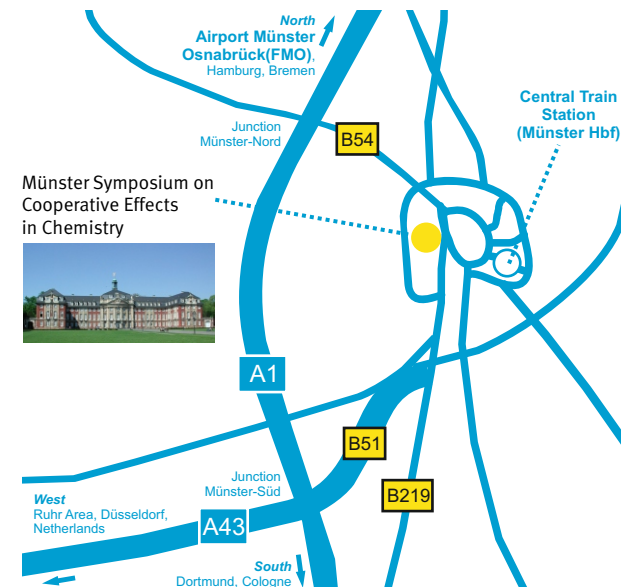 North
Airport Münster
Osnabrück(FMO),
Hamburg, Bremen
Central Train
Station
(Münster Hbf)
Junction
Münster-Nord
B54
Münster Symposium on
Cooperative Effects
in Chemistry
A1
B51
Junction
Münster-Süd
B219
West
Ruhr Area, Düsseldorf,
Netherlands
A43
South
Dortmund, Cologne